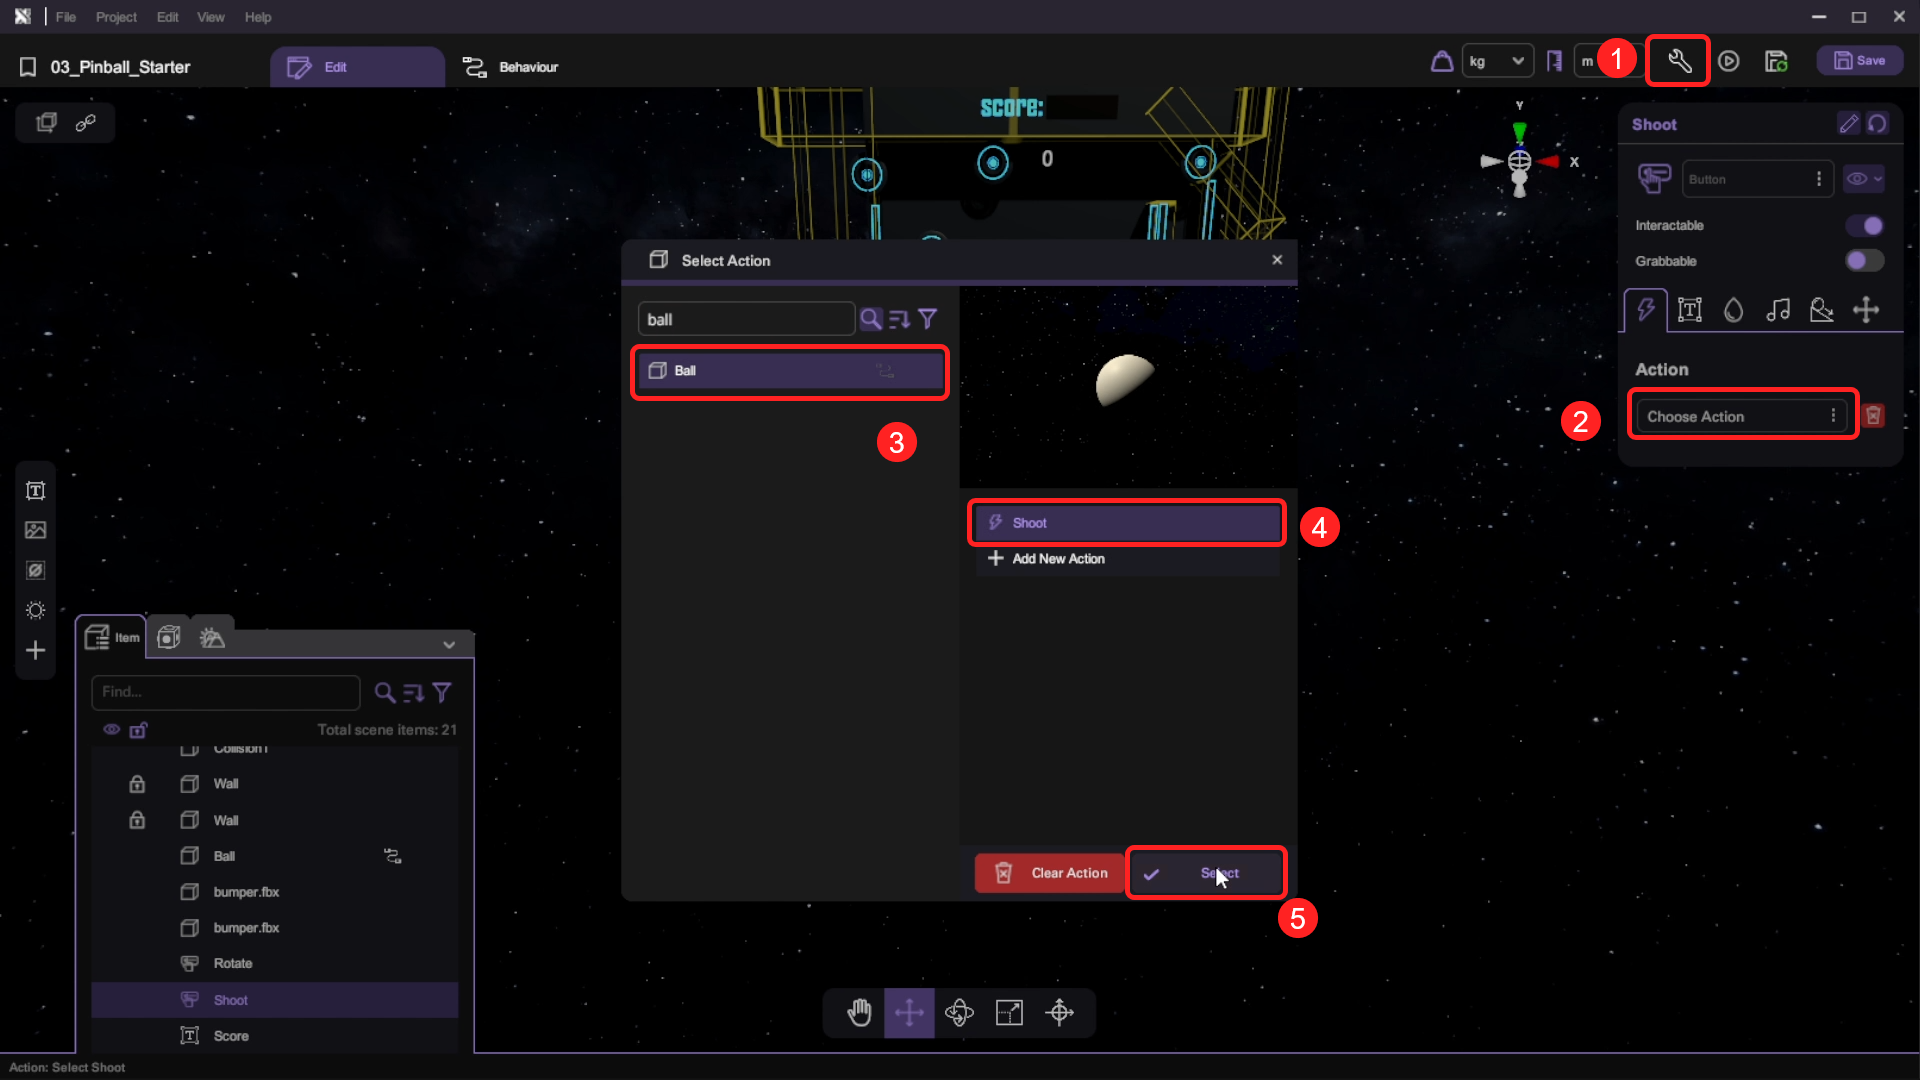 File Project Edit View Help
03_Pinball_Starter
Edit
Behaviour
kg
m
1
Save
score:
0
Y
X
Shoot
Button
Interactable
Grabbable
Action
Choose Action
2
Select Action
ball
Ball
3
Shoot
4
Add New Action
Clear Action
Select
5
Item
Find...
Total scene items: 21
Collision1
Wall
Wall
Ball
bumper.fbx
bumper.fbx
Rotate
Shoot
Score
Action: Select Shoot